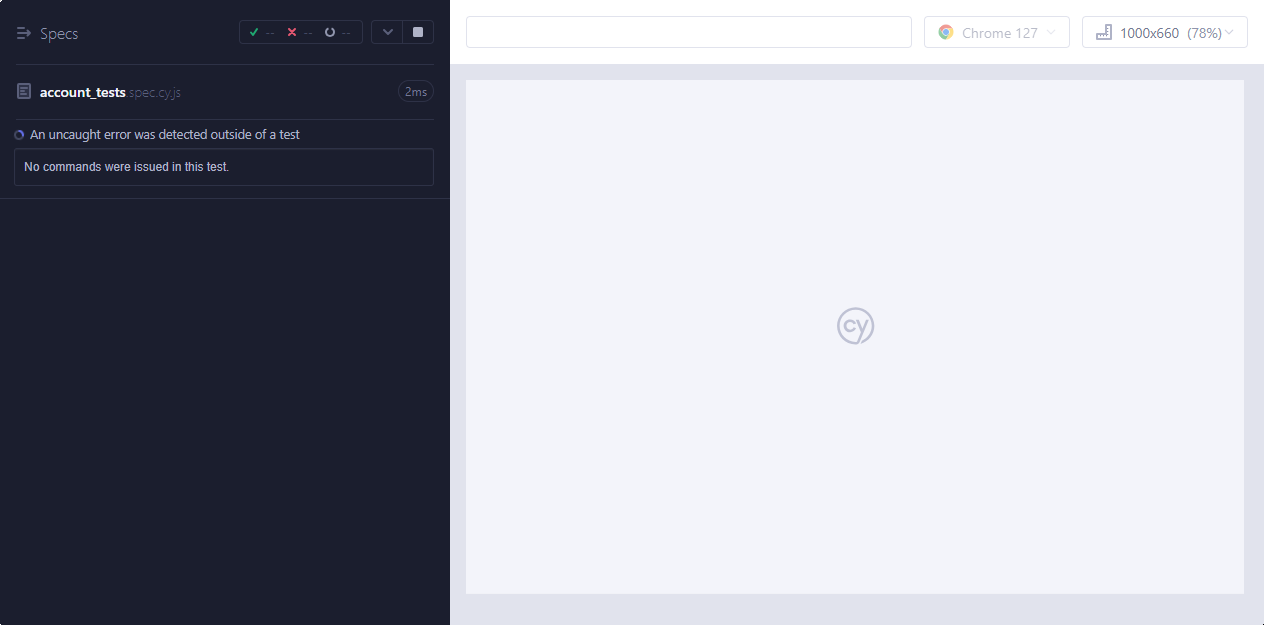 Specs
-- -- --
account_tests.spec.cy.js
2ms
An uncaught error was detected outside of a test
No commands were issued in this test.
Chrome 127
1000x660 (78%)
cy